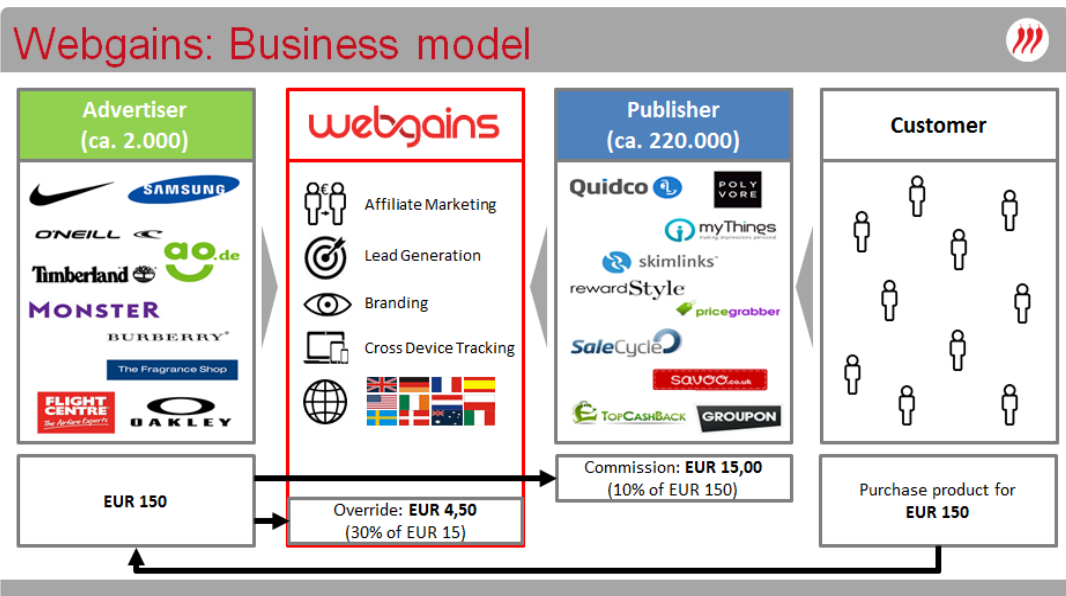 Webgains: Business model
Advertiser
(ca. 2.000)
SAMSUNG
O'NEILL
ao.de
Timberland
MONSTER
BURBERRY
The Fragrance Shop
FLIGHT
CENTRE
The Airfare Experts
OAKLEY
EUR 150
webgains
€
Affiliate Marketing
Lead Generation
Branding
Cross Device Tracking
Override: EUR 4,50
(30% of EUR 15)
Publisher
(ca. 220.000)
Quidco
POLY
VORE
myThings
making impressions personal
skimlinks
rewardStyle
pricegrabber
SaleCycle
savoo.co.uk
TOPCASHBACK
GROUPON
Commission: EUR 15,00
(10% of EUR 150)
Customer
Purchase product for
EUR 150